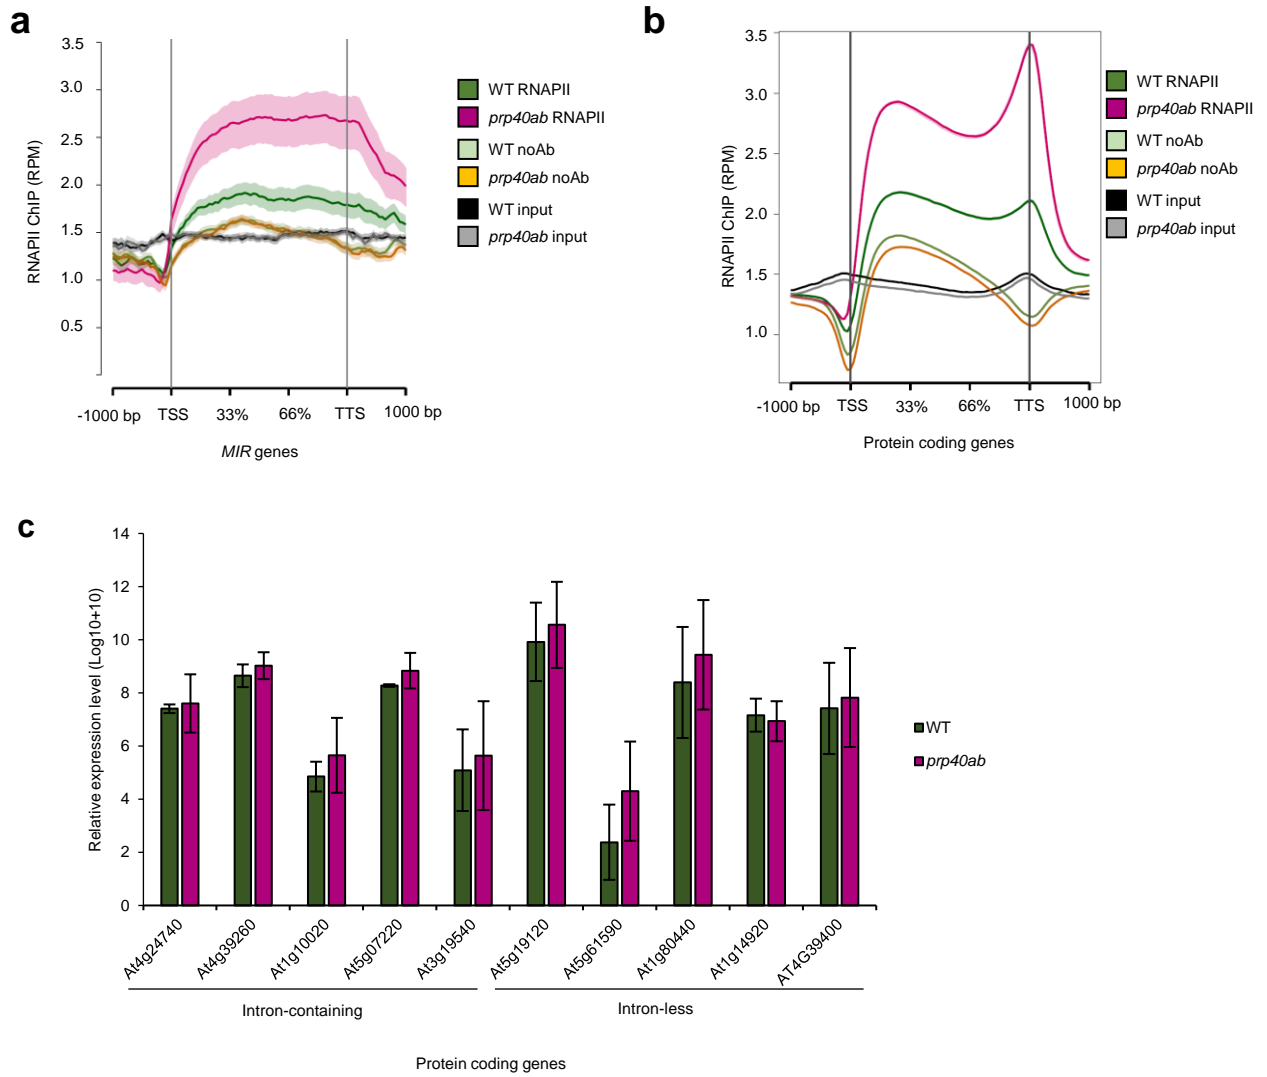 a
3.5
3.0
2.5
2.0
1.5
1.0
0.5
RNAPII ChIP (RPM)
-1000 bp TSS 33% 66% TTS 1000 bp
MIR genes
WT RNAPII
prp40ab RNAPII
WT noAb
prp40ab noAb
WT input
prp40ab input
b
3.5
3.0
2.5
2.0
1.5
1.0
RNAPII ChIP (RPM)
-1000 bp TSS 33% 66% TTS 1000 bp
Protein coding genes
WT RNAPII
prp40ab RNAPII
WT noAb
prp40ab noAb
WT input
prp40ab input
c
14
12
10
8
6
4
2
0
Relative expression level (Log10+10)
At4g24740 At4g39260 At1g10020 At5g07220 At3g19540 At5g19120 At5g61590 At1g80440 At1g14920 AT4G39400
Intron-containing Intron-less
Protein coding genes
WT
prp40ab